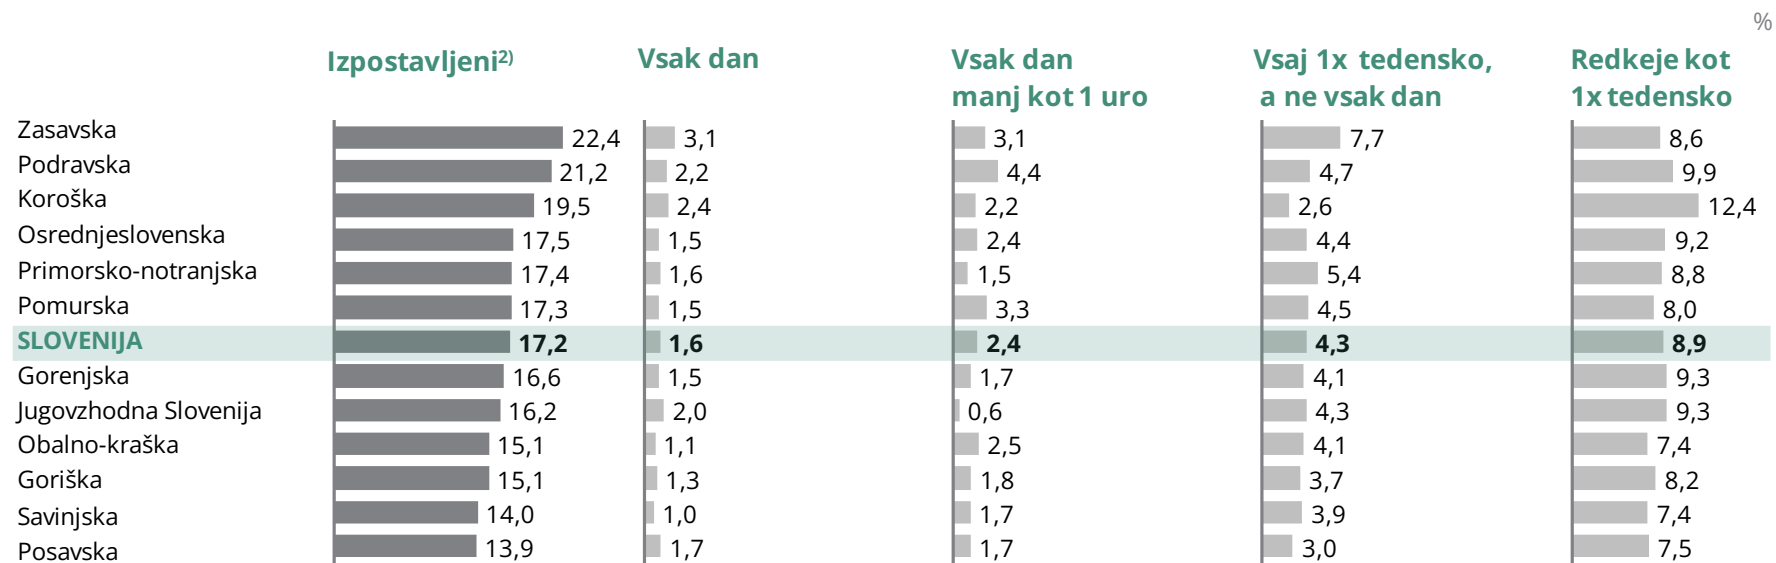 %
Izpostavljeni2) Vsak dan Vsak dan manj kot 1 uro Vsaj 1x tedensko, a ne vsak dan Redkeje kot 1x tedensko
Zasavska 22,4 3,1 3,1 7,7 8,6
Podravska 21,2 2,2 4,4 4,7 9,9
Koroška 19,5 2,4 2,2 2,6 12,4
Osrednjeslovenska 17,5 1,5 2,4 4,4 9,2
Primorsko-notranjska 17,4 1,6 1,5 5,4 8,8
Pomurska 17,3 1,5 3,3 4,5 8,0
SLOVENIJA 17,2 1,6 2,4 4,3 8,9
Gorenjska 16,6 1,5 1,7 4,1 9,3
Jugovzhodna Slovenija 16,2 2,0 0,6 4,3 9,3
Obalno-kraška 15,1 1,1 2,5 4,1 7,4
Goriška 15,1 1,3 1,8 3,7 8,2
Savinjska 14,0 1,0 1,7 3,9 7,4
Posavska 13,9 1,7 1,7 3,0 7,5